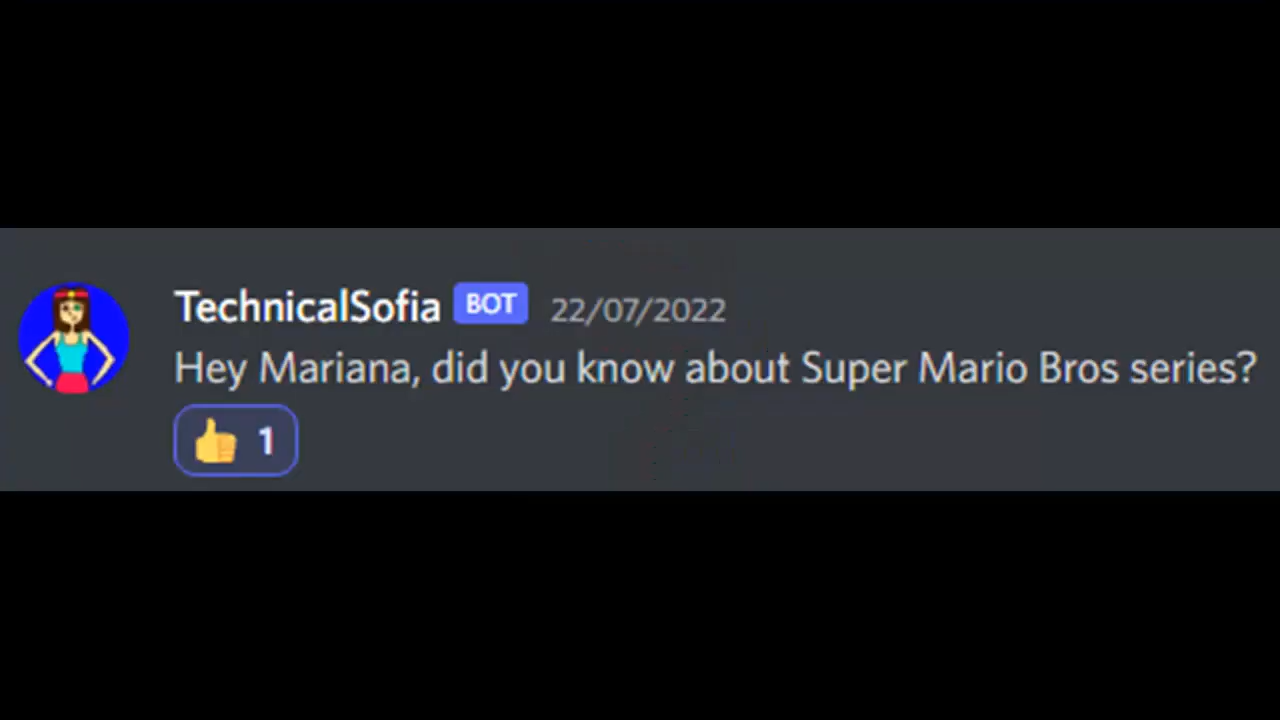 TechnicalSofia BOT 22/07/2022
Hey Mariana, did you know about Super Mario Bros series?
1